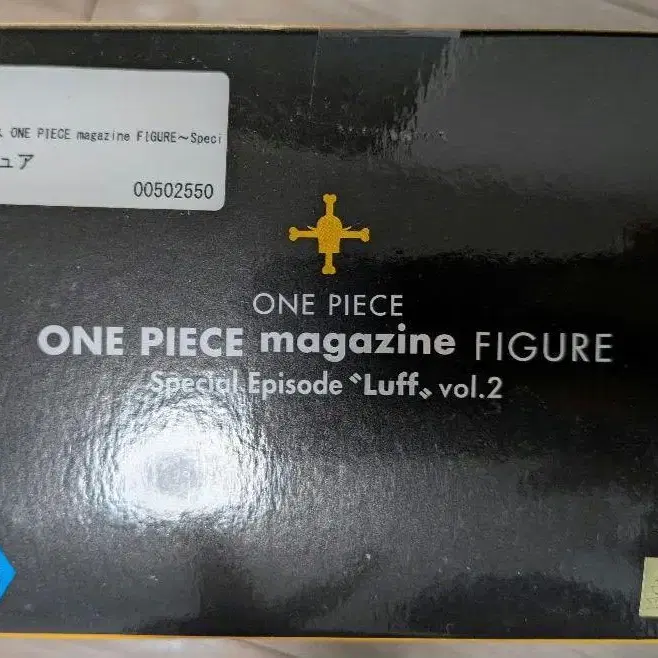 ONE PIECE magazine FIGURE～Speci
ュア
00502550
ONE PIECE
ONE PIECE magazine FIGURE
Special Episode〝Luff〟vol.2